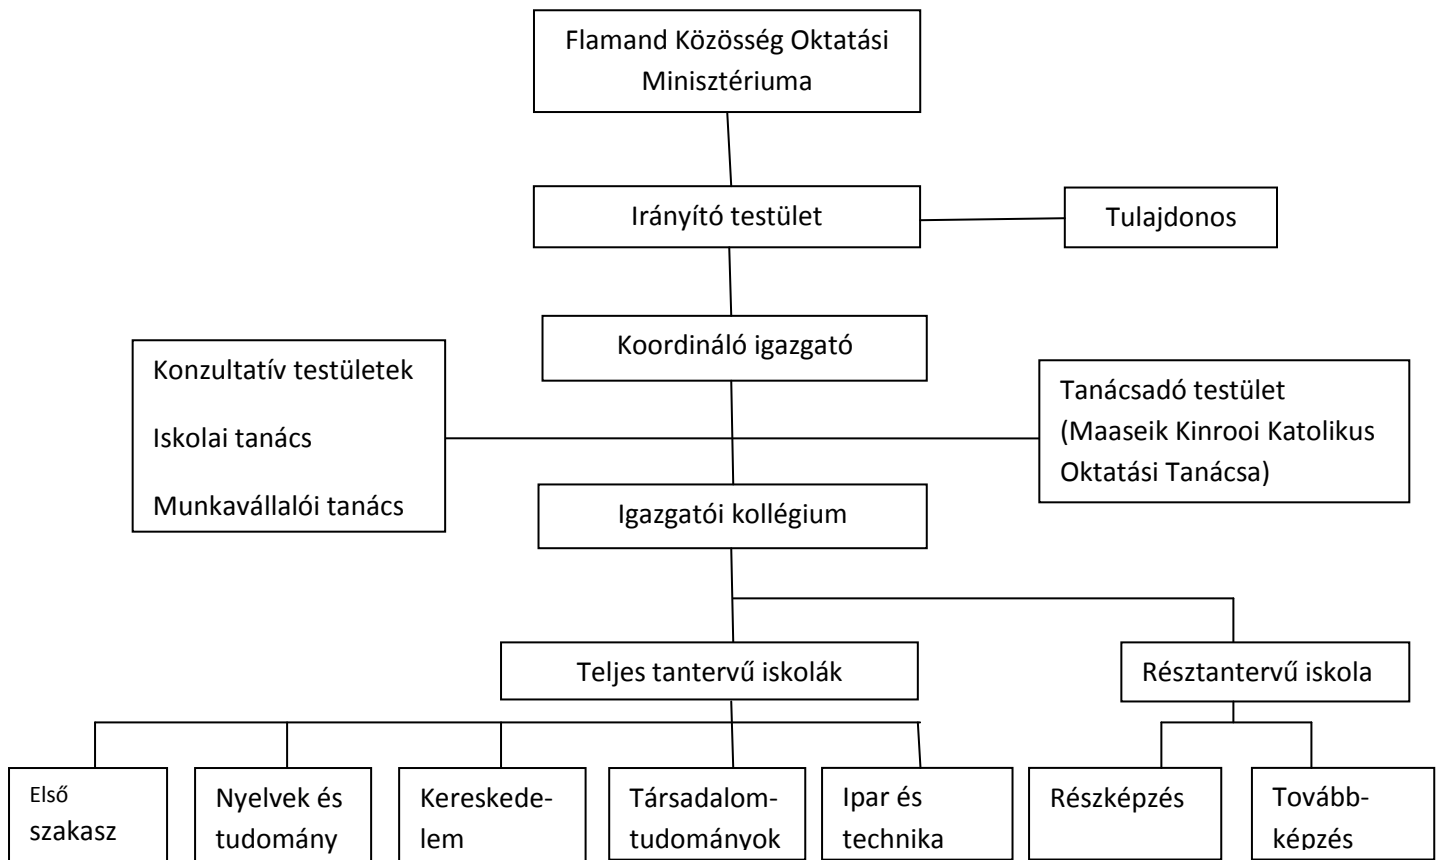 Flamand Közösség Oktatási
Minisztériuma
Irányító testület
Tulajdonos
Koordináló igazgató
Konzultatív testületek
Iskolai tanács
Munkavállalói tanács
Tanácsadó testület
(Maaseik Kinrooi Katolikus
Oktatási Tanácsa)
Igazgatói kollégium
Teljes tantervű iskolák
Résztantervű iskola
Első
szakasz
Nyelvek és
tudomány
Kereskede-
lem
Társadalom-
tudományok
Ipar és
technika
Részképzés
Tovább-
képzés